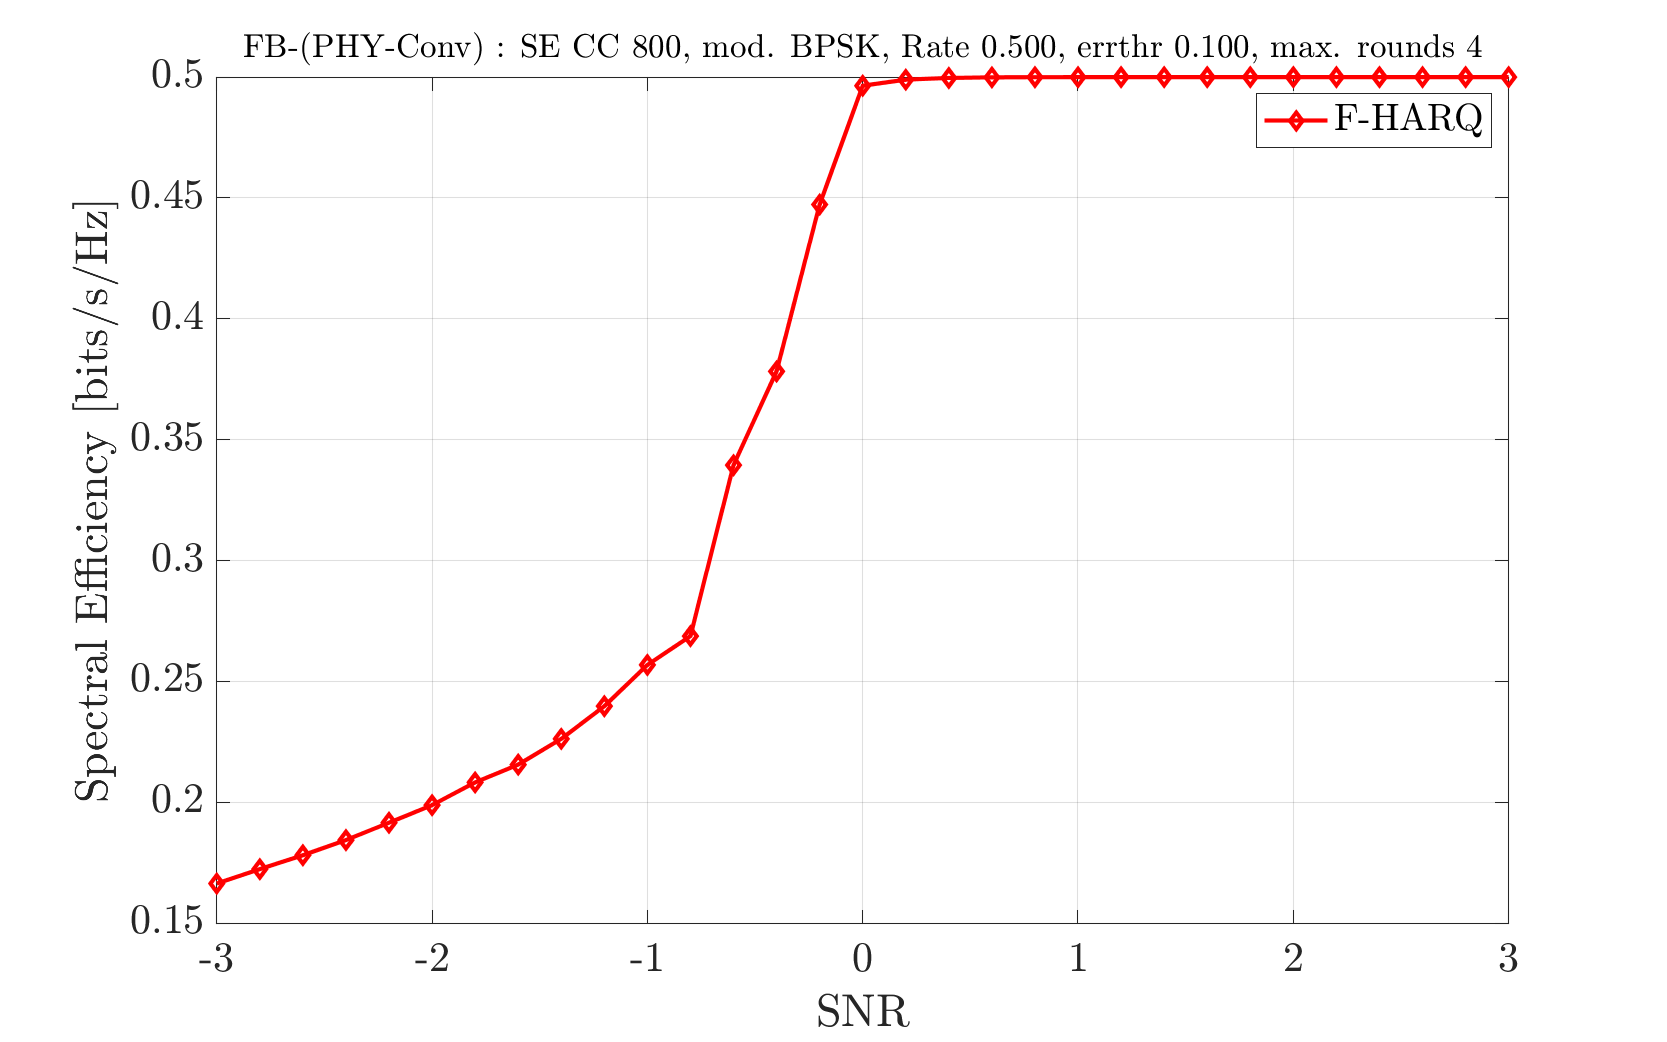 FB-(PHY-Conv) : SE CC 800, mod. BPSK, Rate 0.500, errthr 0.100, max. rounds 4
F-HARQ
Spectral Efficiency [bits/s/Hz]
0.5
0.45
0.4
0.35
0.3
0.25
0.2
0.15
-3 -2 -1 0 1 2 3
SNR